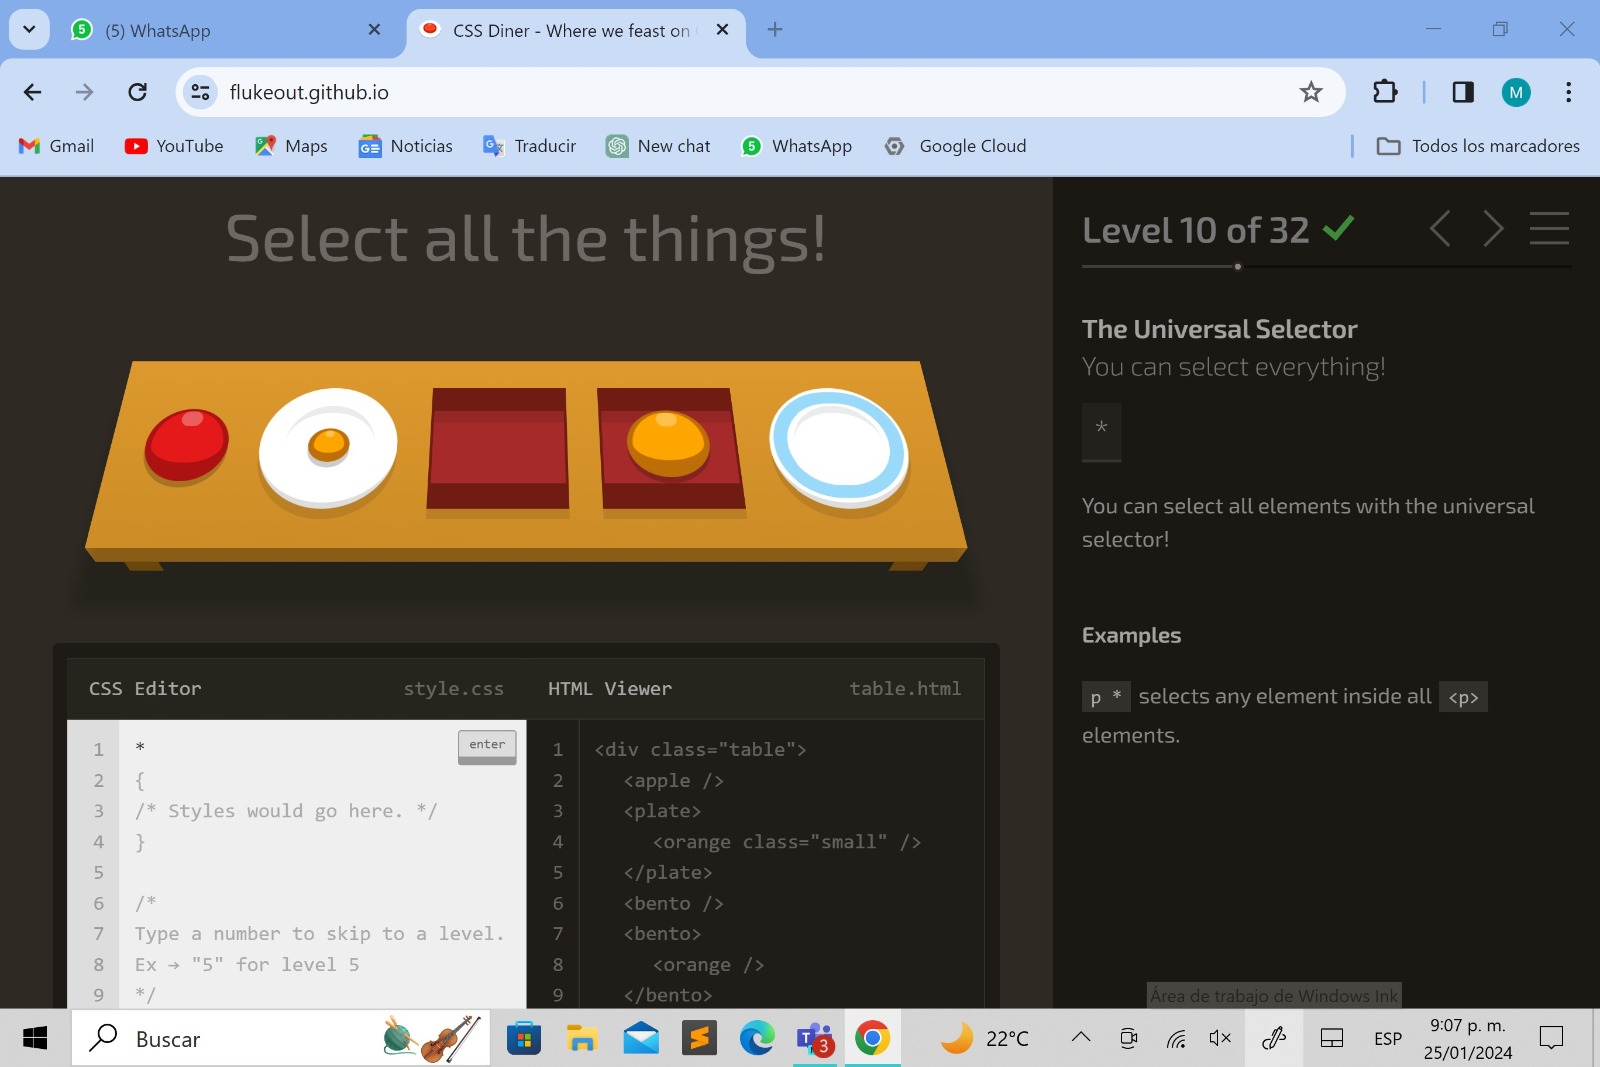 5 (5) WhatsApp
CSS Diner - Where we feast on
flukeout.github.io
M
Gmail YouTube Maps Noticias Traducir New chat 5 WhatsApp Google Cloud Todos los marcadores
Select all the things!
Level 10 of 32
The Universal Selector
You can select everything!
*
You can select all elements with the universal
selector!
Examples
p * selects any element inside all <p>
elements.
CSS Editor style.css
1 * enter
2 {
3 /* Styles would go here. */
4 }
5
6 /*
7 Type a number to skip to a level.
8 Ex → "5" for level 5
9 */
HTML Viewer table.html
1 <div class="table">
2 <apple />
3 <plate>
4 <orange class="small" />
5 </plate>
6 <bento />
7 <bento>
8 <orange />
9 </bento>
Área de trabajo de Windows Ink
Buscar
T 3
22°C
ESP
9:07 p. m.
25/01/2024